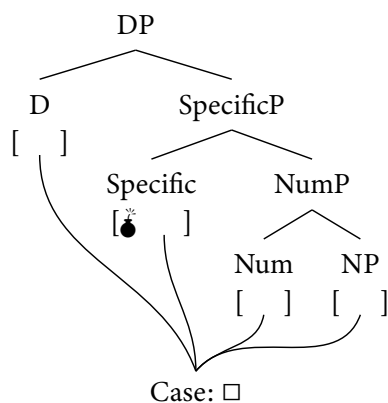 DP
D SpecificP
[ ] Specific NumP
[💣 ] Num NP
[ ] [ ]
Case: □